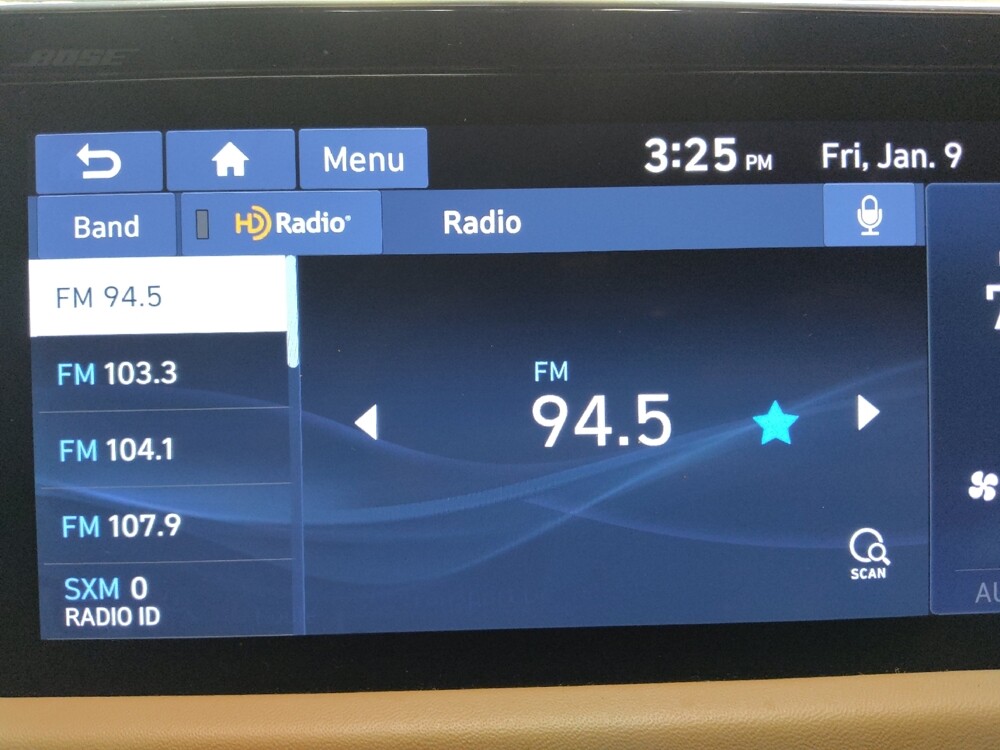 BOSE
Menu
3:25 PM
Fri, Jan. 9
Band
HD Radio
Radio
FM 94.5
FM 103.3
FM 104.1
FM 107.9
SXM 0
RADIO ID
FM
94.5
SCAN